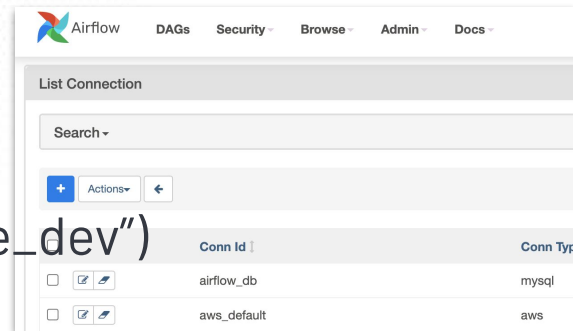 Airflow DAGs Security Browse Admin Docs
List Connection
Search
+ Actions
e_dev”)
Conn Id Conn Typ
airflow_db mysql
aws_default aws